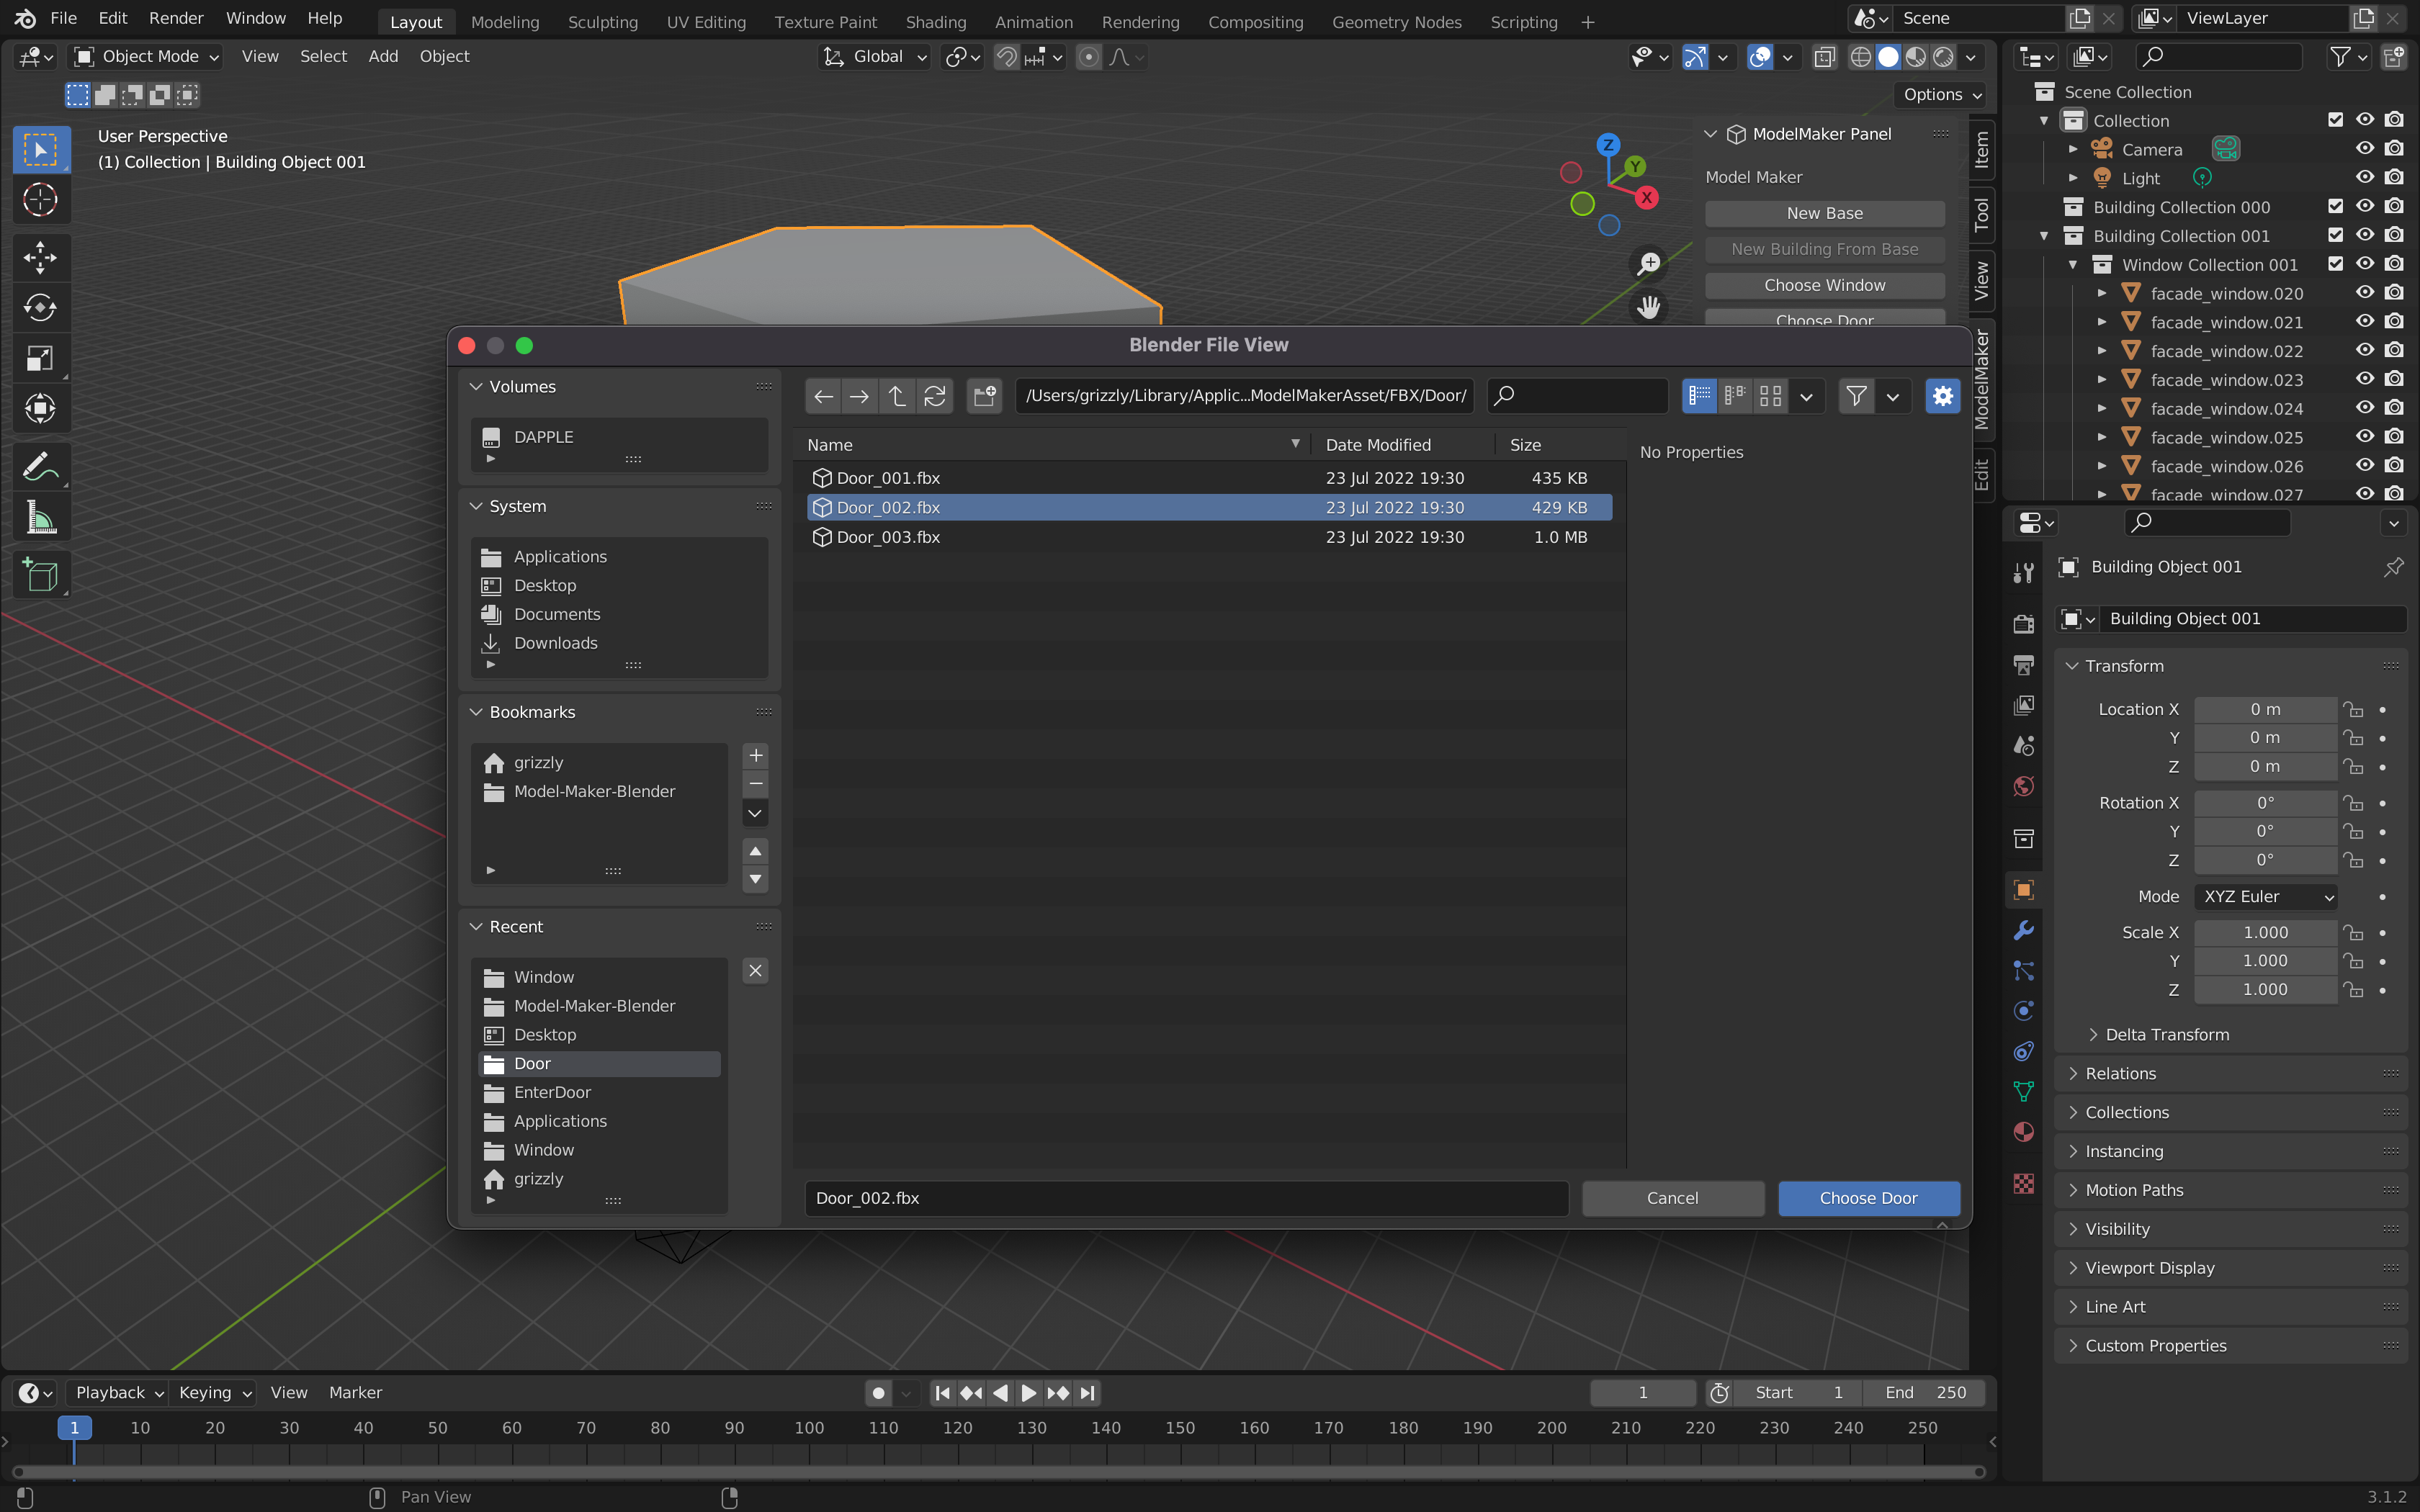 File Edit Render Window Help Layout Modeling Sculpting UV Editing Texture Paint Shading Animation Rendering Compositing Geometry Nodes Scripting + Scene ViewLayer
Object Mode View Select Add Object Global
Options
User Perspective
(1) Collection | Building Object 001
Z
Y
X
ModelMaker Panel
Model Maker
New Base
New Building From Base
Choose Window
Choose Door
Item
Tool
View
ModelMaker
Edit
Scene Collection
Collection
Camera
Light
Building Collection 000
Building Collection 001
Window Collection 001
facade_window.020
facade_window.021
facade_window.022
facade_window.023
facade_window.024
facade_window.025
facade_window.026
facade_window.027
Blender File View
Volumes
DAPPLE
System
Applications
Desktop
Documents
Downloads
Bookmarks
grizzly
Model-Maker-Blender
Recent
Window
Model-Maker-Blender
Desktop
Door
EnterDoor
Applications
Window
grizzly
/Users/grizzly/Library/Applic...ModelMakerAsset/FBX/Door/
Name Date Modified Size
Door_001.fbx 23 Jul 2022 19:30 435 KB
Door_002.fbx 23 Jul 2022 19:30 429 KB
Door_003.fbx 23 Jul 2022 19:30 1.0 MB
No Properties
Door_002.fbx Cancel Choose Door
Building Object 001
Building Object 001
Transform
Location X 0 m
Y 0 m
Z 0 m
Rotation X 0°
Y 0°
Z 0°
Mode XYZ Euler
Scale X 1.000
Y 1.000
Z 1.000
Delta Transform
Relations
Collections
Instancing
Motion Paths
Visibility
Viewport Display
Line Art
Custom Properties
Playback Keying View Marker 1 Start 1 End 250
1 10 20 30 40 50 60 70 80 90 100 110 120 130 140 150 160 170 180 190 200 210 220 230 240 250
Pan View 3.1.2